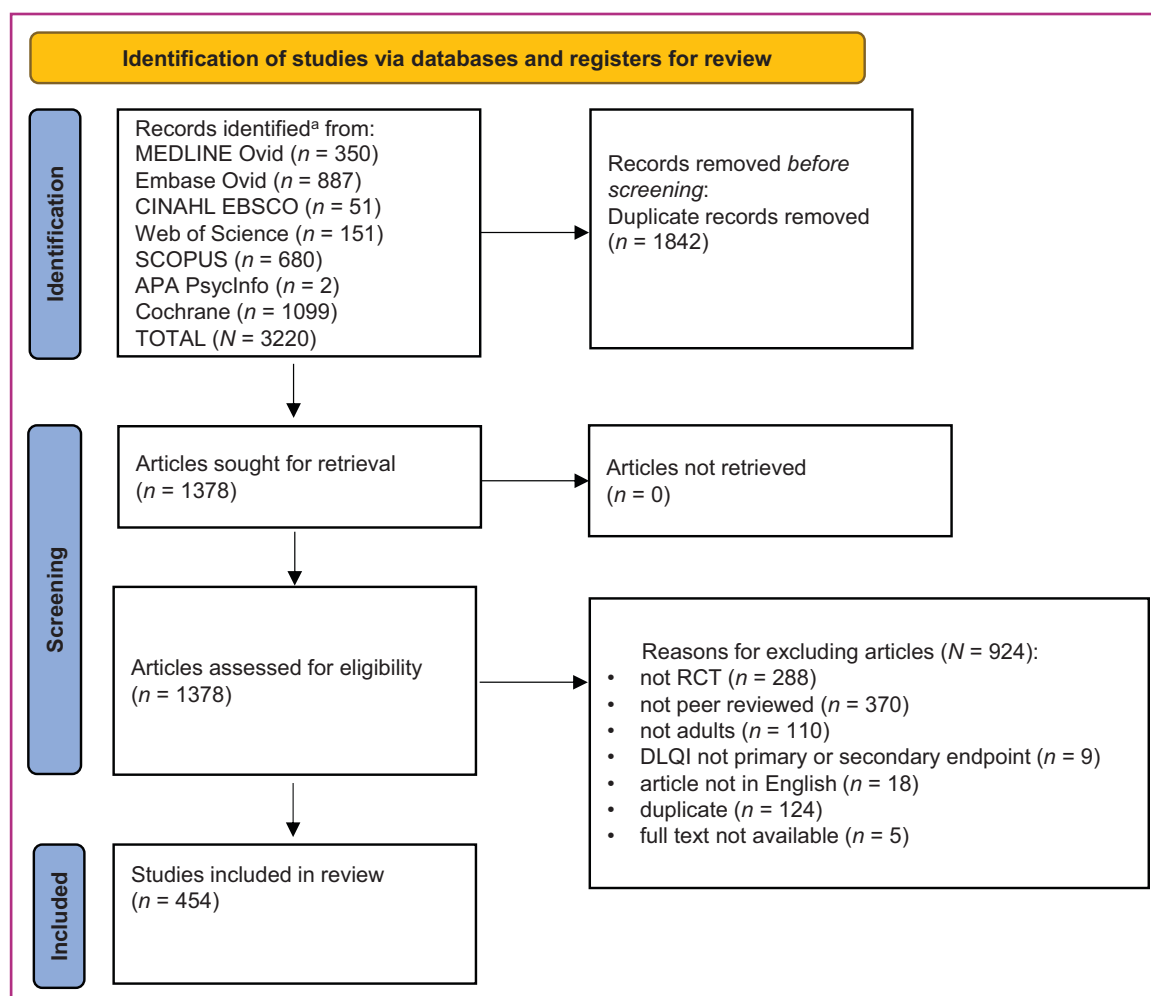 Identification of studies via databases and registers for review
Identification
Records identifiedᵃ from:
MEDLINE Ovid (n = 350)
Embase Ovid (n = 887)
CINAHL EBSCO (n = 51)
Web of Science (n = 151)
SCOPUS (n = 680)
APA PsycInfo (n = 2)
Cochrane (n = 1099)
TOTAL (N = 3220)
Records removed before
screening:
Duplicate records removed
(n = 1842)
Screening
Articles sought for retrieval
(n = 1378)
Articles not retrieved
(n = 0)
Articles assessed for eligibility
(n = 1378)
Reasons for excluding articles (N = 924):
• not RCT (n = 288)
• not peer reviewed (n = 370)
• not adults (n = 110)
• DLQI not primary or secondary endpoint (n = 9)
• article not in English (n = 18)
• duplicate (n = 124)
• full text not available (n = 5)
Included
Studies included in review
(n = 454)